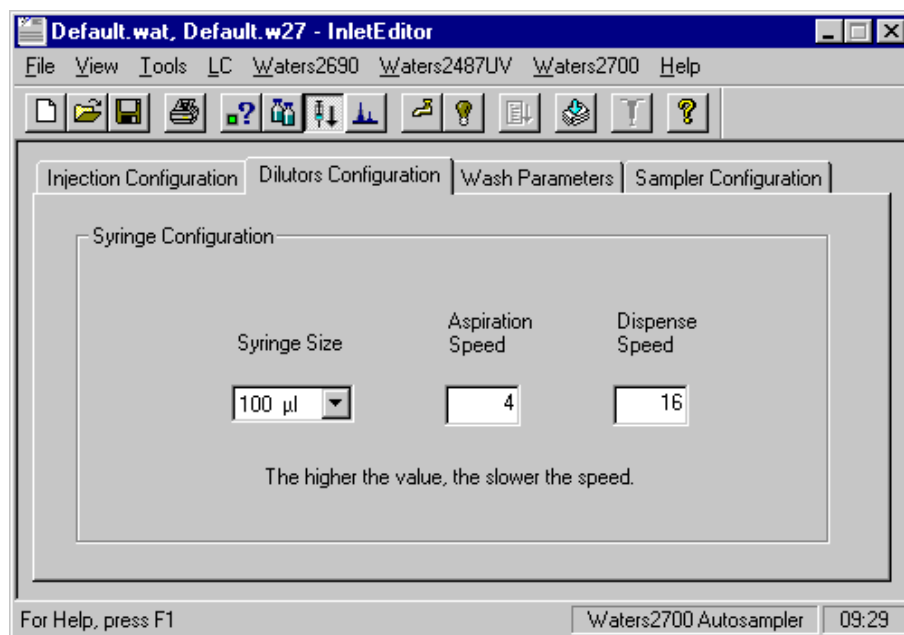 Default.wat, Default.w27 - InletEditor
File View Tools LC Waters2690 Waters2487UV Waters2700 Help
Injection Configuration Dilutors Configuration Wash Parameters Sampler Configuration
Syringe Configuration
Syringe Size
Aspiration Speed
Dispense Speed
100 µl 4 16
The higher the value, the slower the speed.
For Help, press F1 Waters2700 Autosampler 09:29